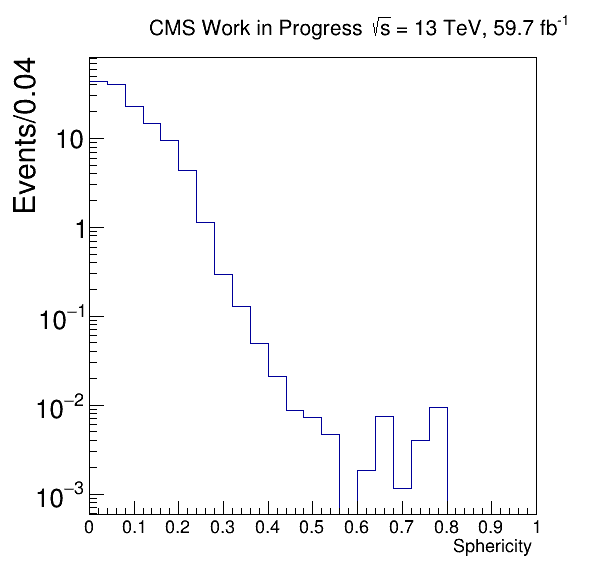 CMS Work in Progress √s = 13 TeV, 59.7 fb⁻¹
Events/0.04
10
1
10⁻¹
10⁻²
10⁻³
0 0.1 0.2 0.3 0.4 0.5 0.6 0.7 0.8 0.9 1
Sphericity